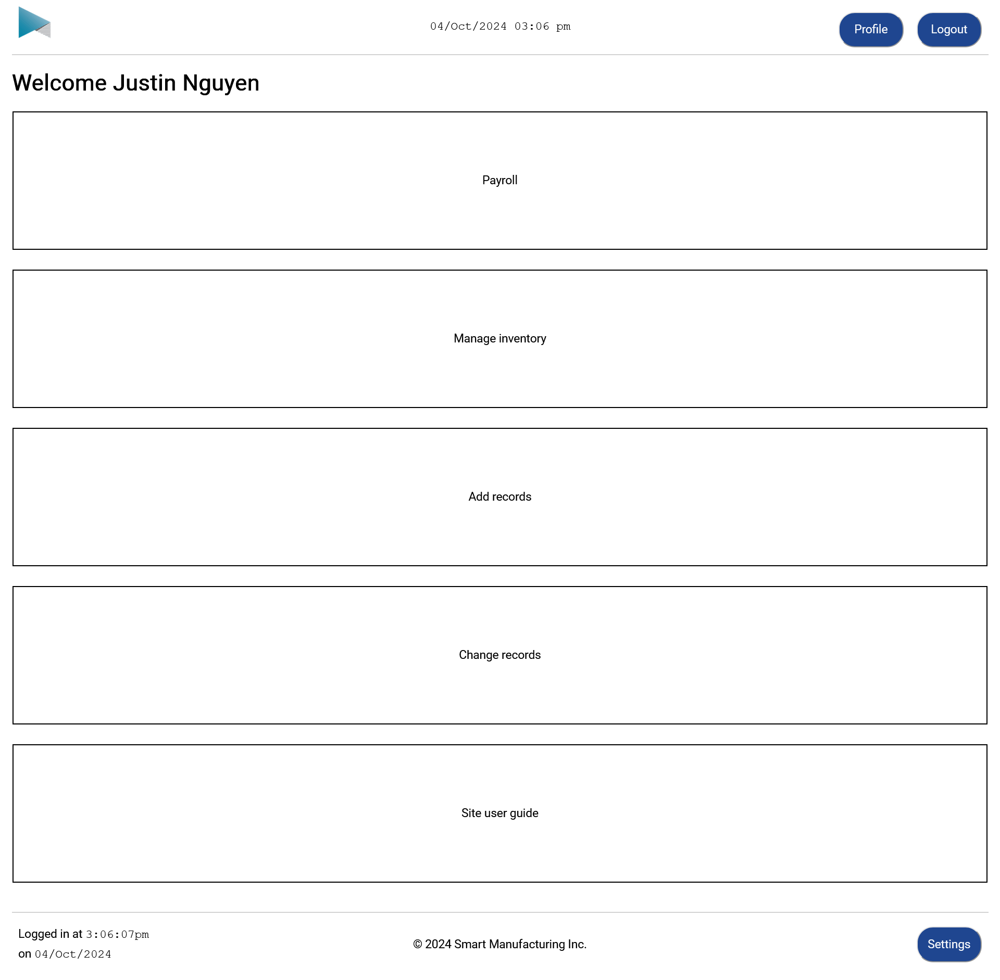 04/Oct/2024 03:06 pm
Profile
Logout
Welcome Justin Nguyen
Payroll
Manage inventory
Add records
Change records
Site user guide
Logged in at 3:06:07pm
on 04/Oct/2024
© 2024 Smart Manufacturing Inc.
Settings